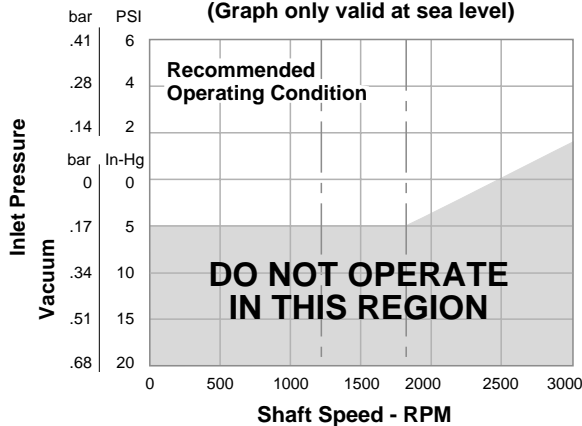 (Graph only valid at sea level)
bar PSI
.41 6
.28 4
.14 2
bar In-Hg
0 0
.17 5
.34 10
.51 15
.68 20
Inlet Pressure
Vacuum
Recommended
Operating Condition
DO NOT OPERATE
IN THIS REGION
0 500 1000 1500 2000 2500 3000
Shaft Speed - RPM